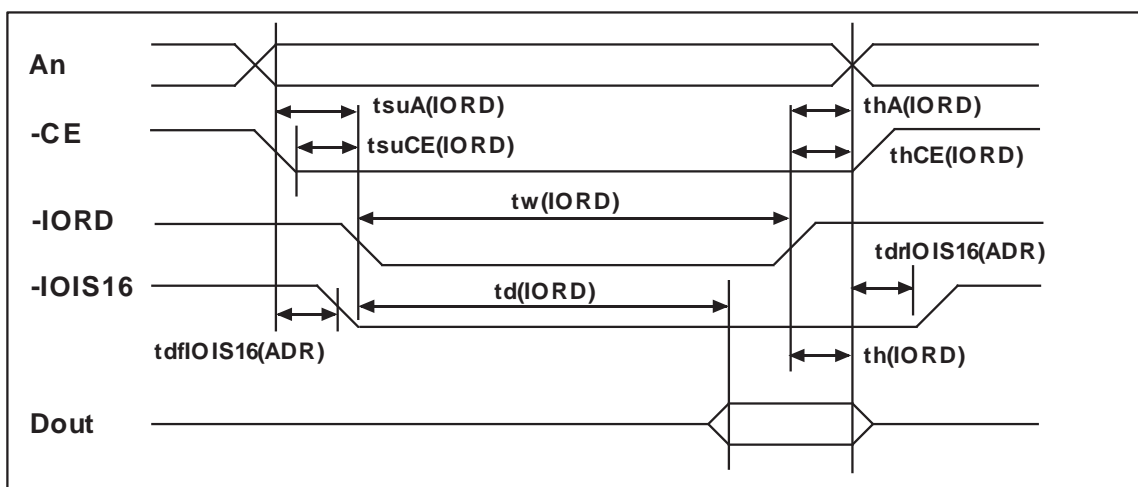 An
tsuA(IORD)
thA(IORD)
-CE
tsuCE(IORD)
thCE(IORD)
tw(IORD)
-IORD
tdrIOIS16(ADR)
-IOIS16
td(IORD)
tdfIOIS16(ADR)
th(IORD)
Dout